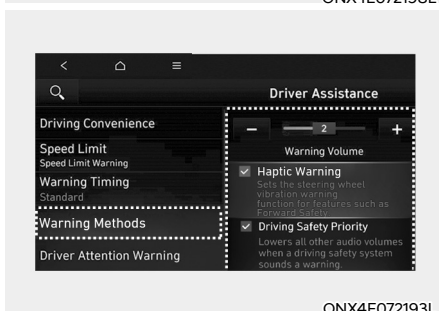 Driver Assistance
Driving Convenience
Speed Limit
Speed Limit Warning
Warning Timing
Standard
Warning Methods
Driver Attention Warning
− 2 +
Warning Volume
Haptic Warning
Sets the steering wheel
vibration warning
function for features such as
Forward Safety
Driving Safety Priority
Lowers all other audio volumes
when a driving safety system
sounds a warning.